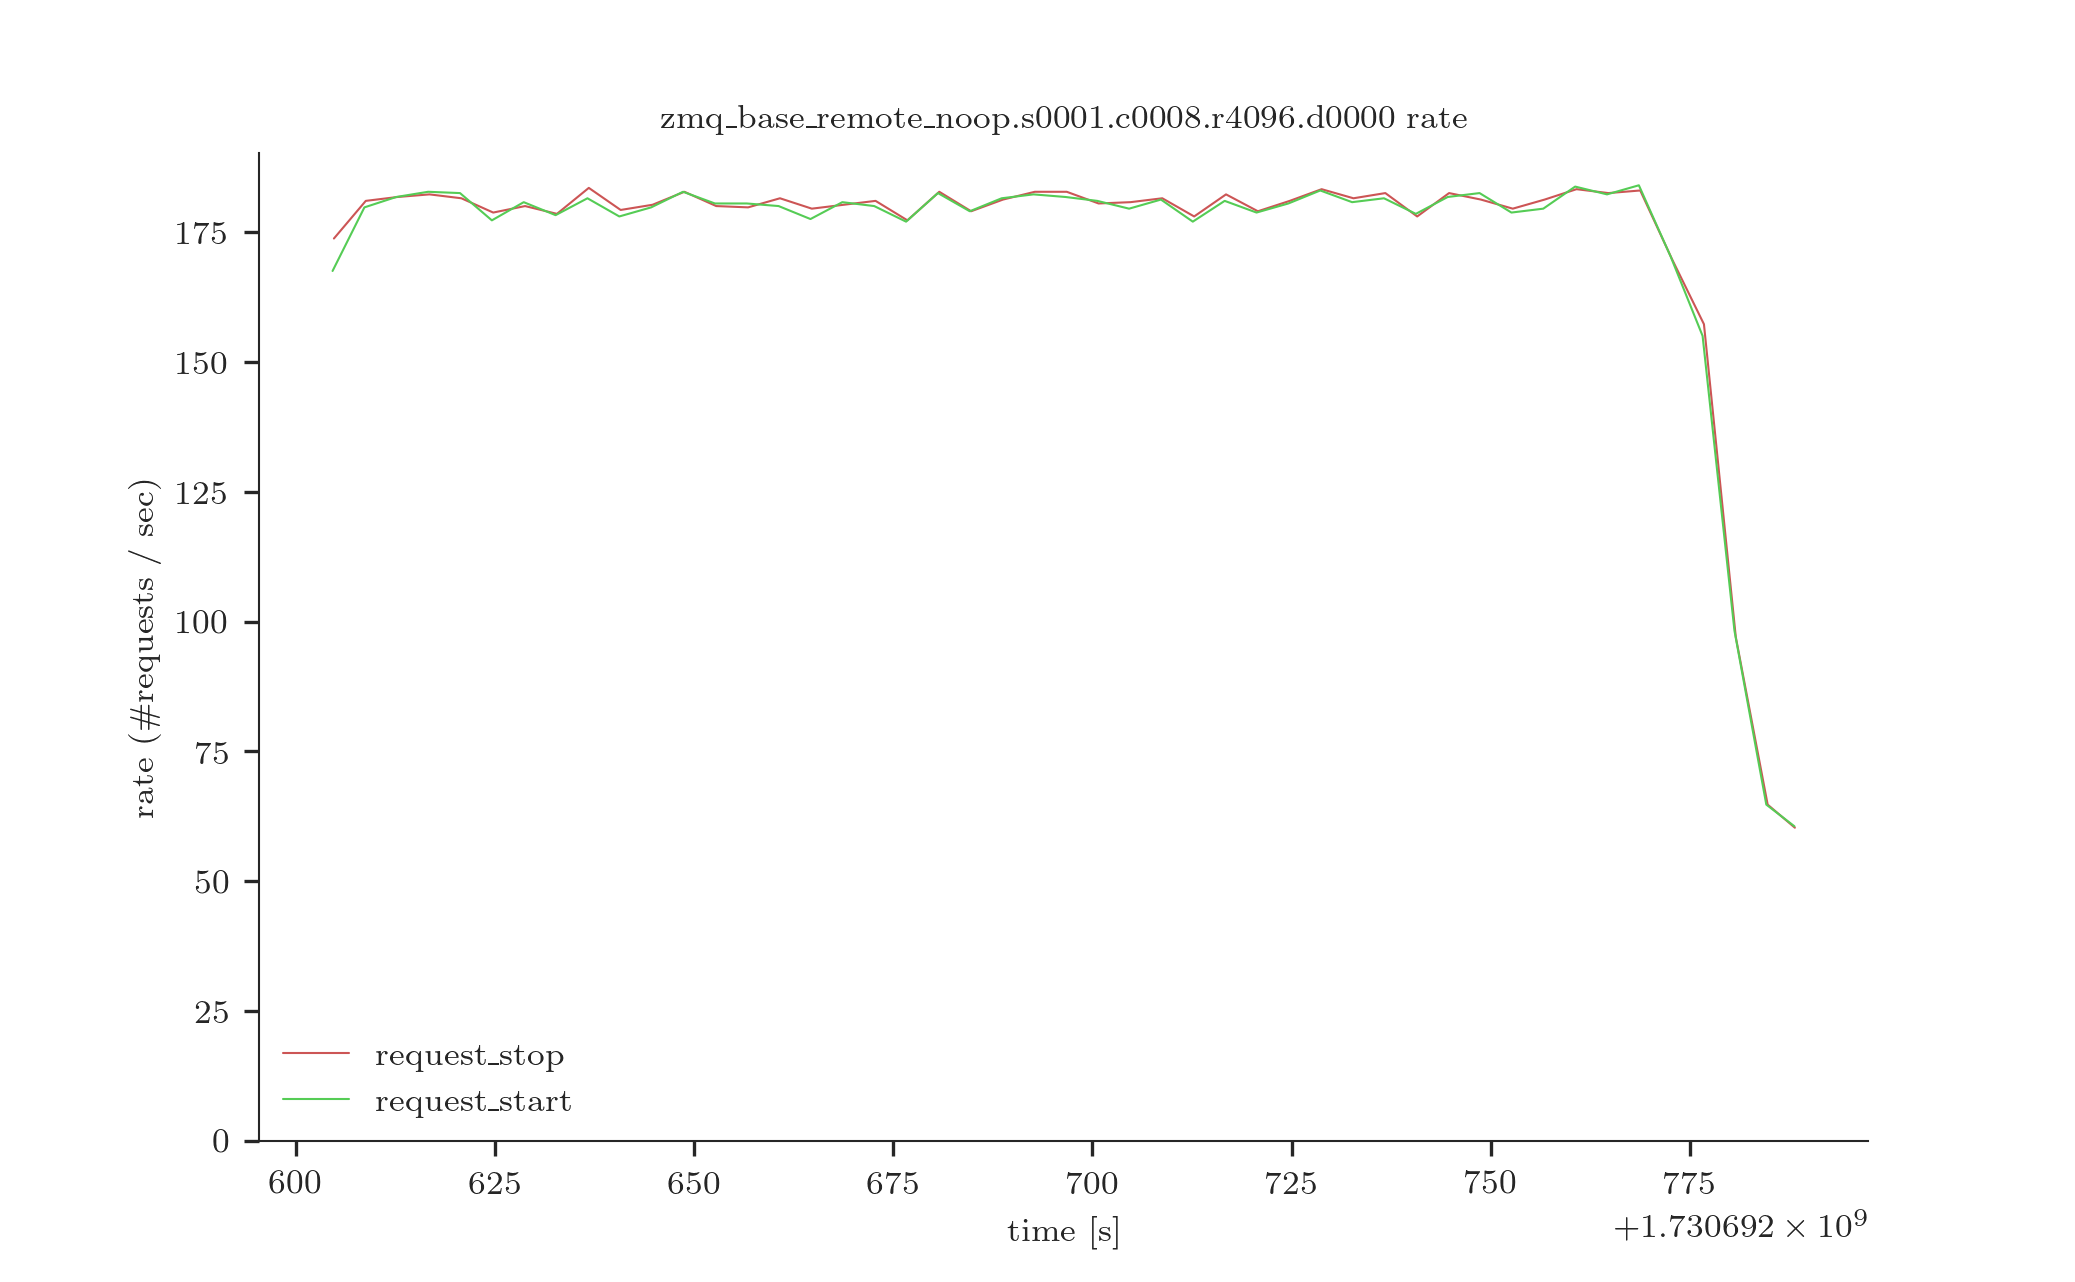 zmq_base_remote_noop.s0001.c0008.r4096.d0000 rate
rate (#requests / sec)
175
150
125
100
75
50
25
0
request_stop
request_start
600 625 650 675 700 725 750 775
time [s]
+1.730692 × 10⁹